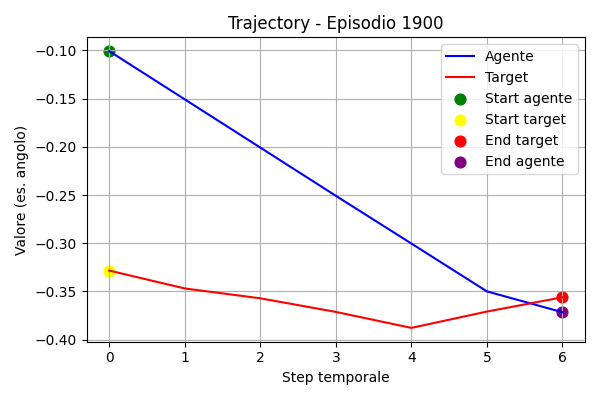 Trajectory - Episodio 1900
Valore (es. angolo)
−0.10
−0.15
−0.20
−0.25
−0.30
−0.35
−0.40
Agente
Target
Start agente
Start target
End target
End agente
0 1 2 3 4 5 6
Step temporale